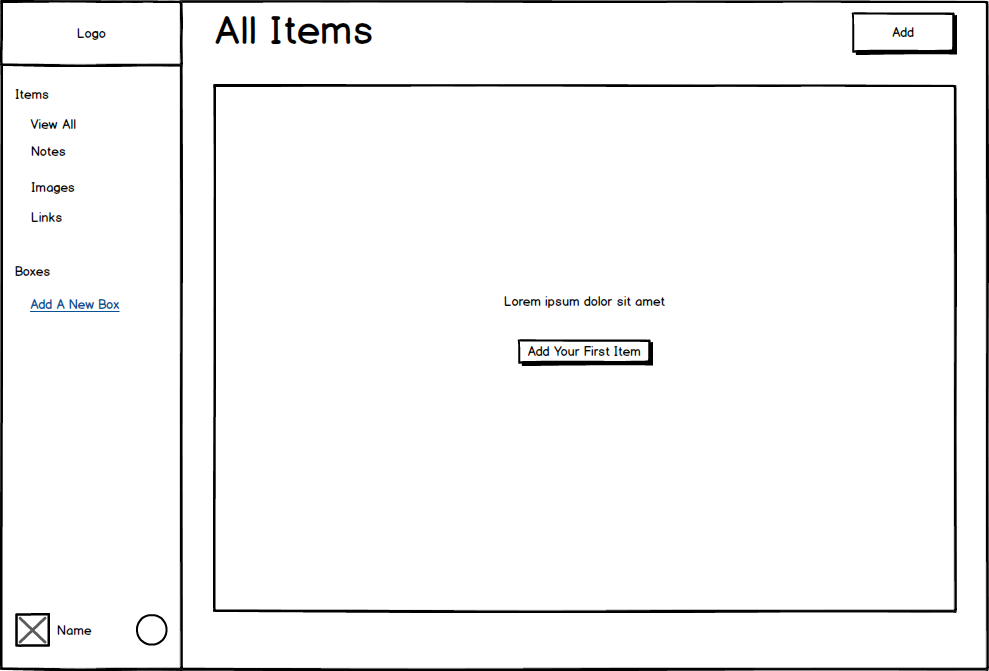 Logo
All Items
Add
Items
View All
Notes
Images
Links
Boxes
Add A New Box
Lorem ipsum dolor sit amet
Add Your First Item
Name